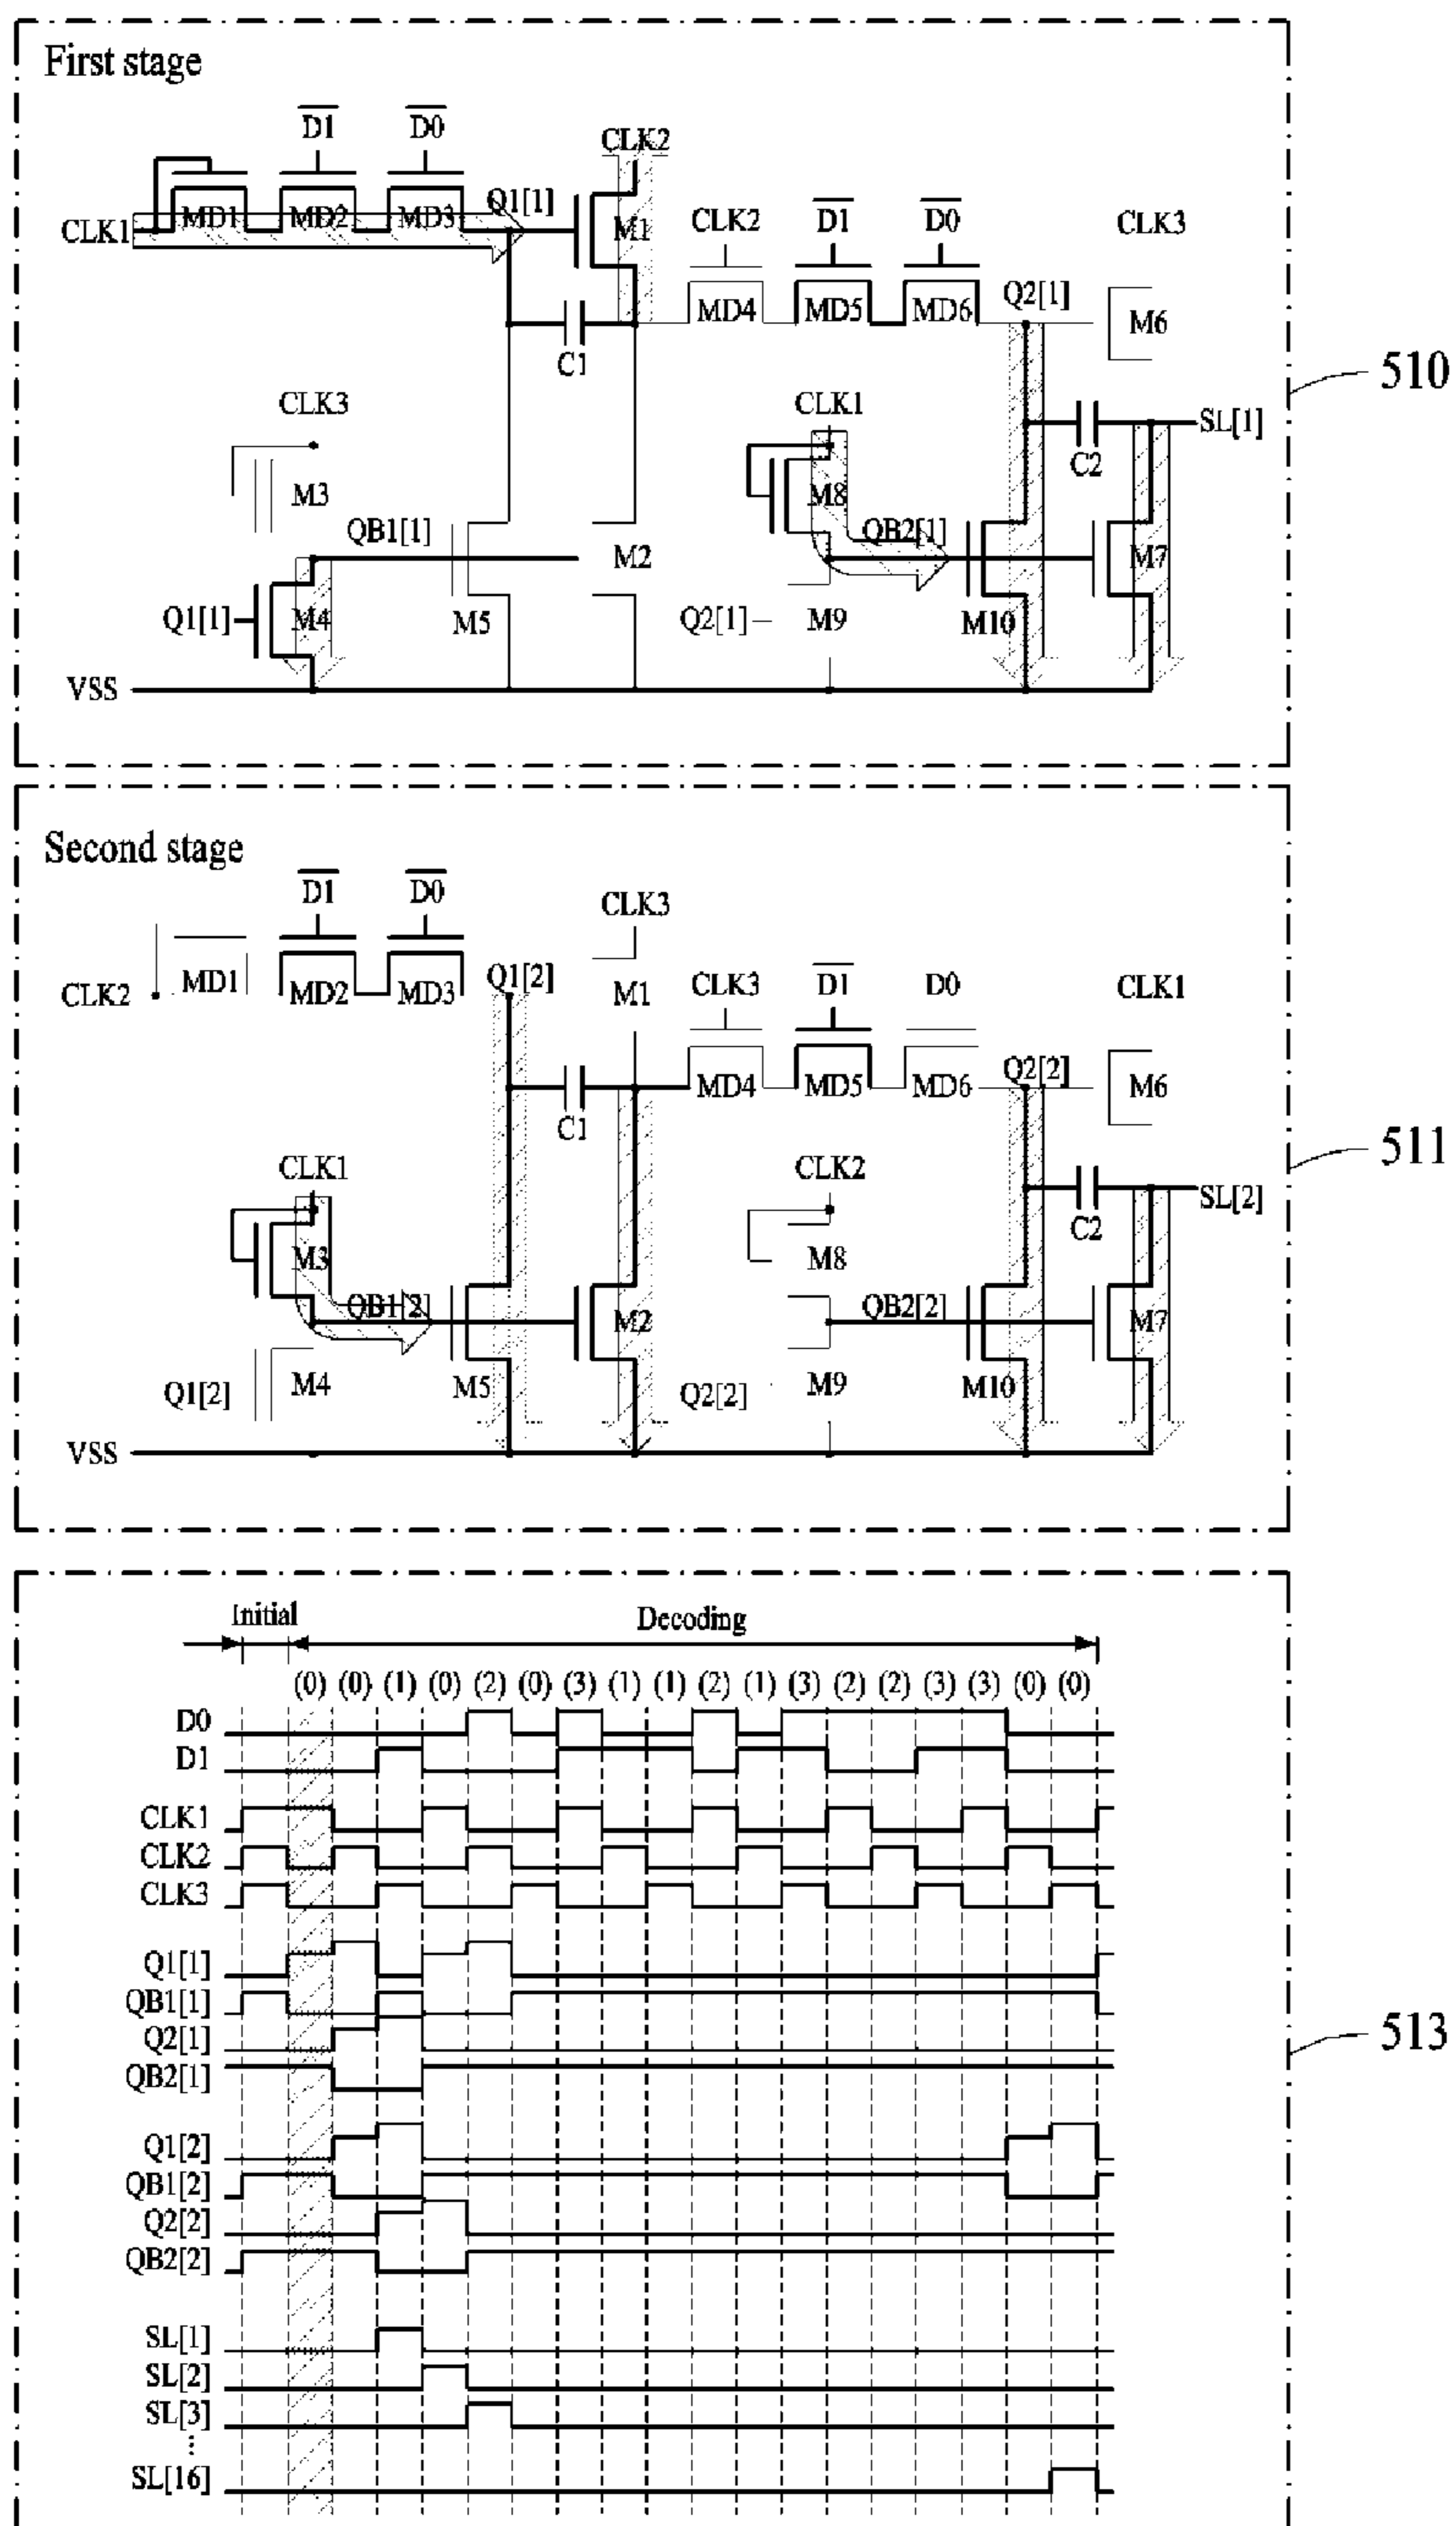 First stage
D1 D0
CLK2
Q1[1]
CLK1 MD1 MD2 MD3 M1 CLK2 D1 D0 CLK3
Q2[1]
MD4 MD5 MD6 M6
C1
510
CLK3 CLK1 SL[1]
C2
M3 M8
QB1[1] QB2[1]
M2 M7
Q1[1] M4 M5 Q2[1] M9 M10
VSS
Second stage
D1 D0
CLK3
Q1[2]
CLK2 MD1 MD2 MD3 M1 CLK3 D1 D0 CLK1
Q2[2]
MD4 MD5 MD6 M6
C1
511
CLK1 CLK2 SL[2]
C2
M3 M8
QB1[2] QB2[2]
M2 M7
Q1[2] M4 M5 Q2[2] M9 M10
VSS
Initial Decoding
(0) (0) (1) (0) (2) (0) (3) (1) (1) (2) (1) (3) (2) (2) (3) (3) (0) (0)
D0
D1
CLK1
CLK2
CLK3
Q1[1]
QB1[1]
Q2[1]
513
QB2[1]
Q1[2]
QB1[2]
Q2[2]
QB2[2]
SL[1]
SL[2]
SL[3]
⋮
SL[16]